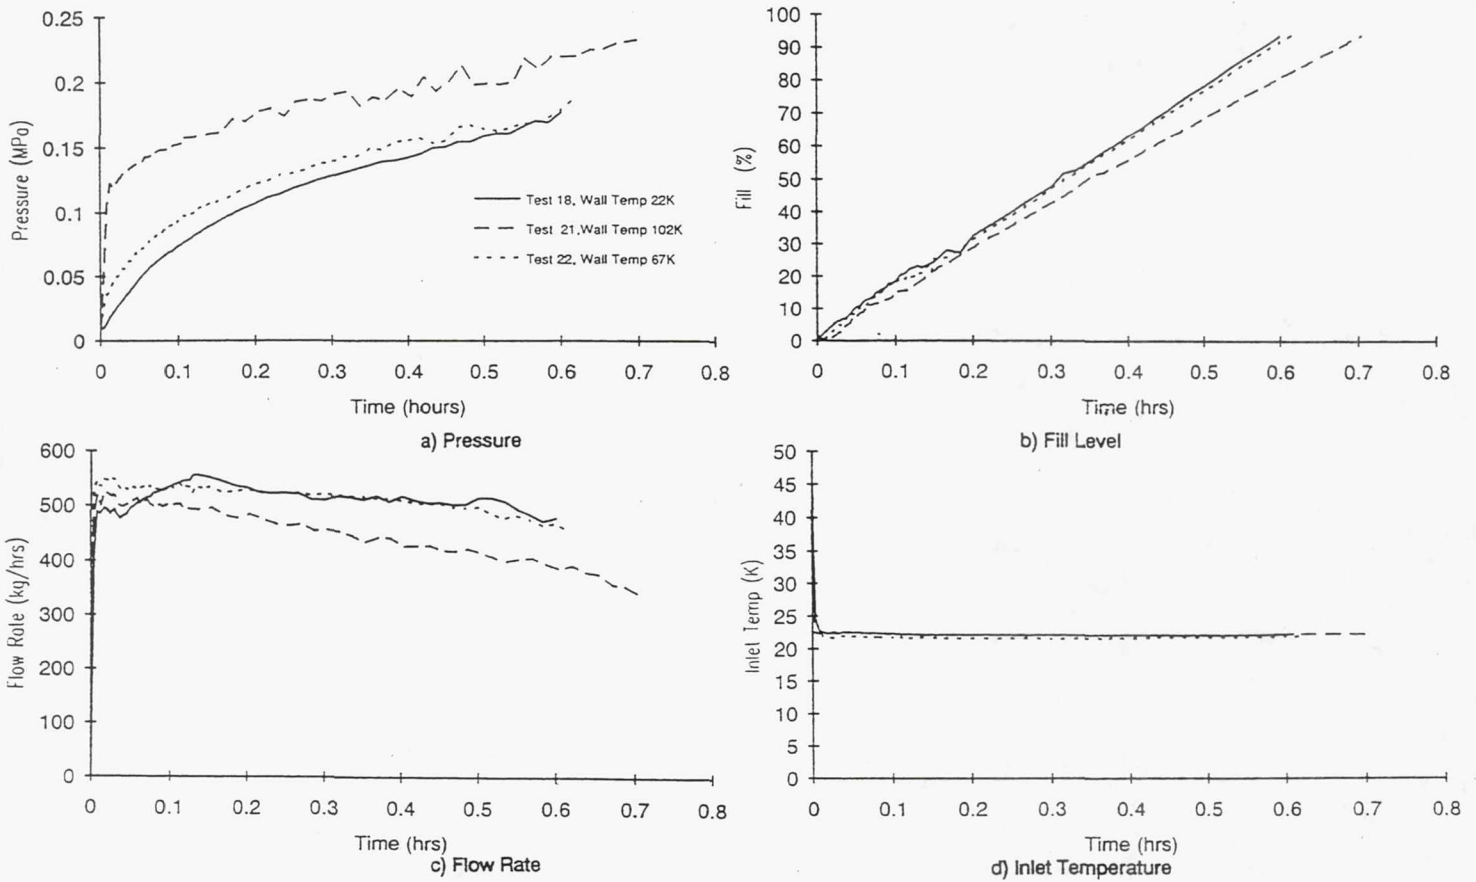 0.25
0.2
0.15
0.1
0.05
0
Pressure (MPa)
Test 18, Wall Temp 22K
Test 21,Wall Temp 102K
Test 22, Wall Temp 67K
0 0.1 0.2 0.3 0.4 0.5 0.6 0.7 0.8
Time (hours)
a) Pressure
100
90
80
70
60
50
40
30
20
10
0
Fill (%)
0 0.1 0.2 0.3 0.4 0.5 0.6 0.7 0.8
Time (hrs)
b) Fill Level
600
500
400
300
200
100
0
Flow Rate (kg/hrs)
0 0.1 0.2 0.3 0.4 0.5 0.6 0.7 0.8
Time (hrs)
c) Flow Rate
50
45
40
35
30
25
20
15
10
5
0
Inlet Temp (K)
0 0.1 0.2 0.3 0.4 0.5 0.6 0.7 0.8
Time (hrs)
d) Inlet Temperature